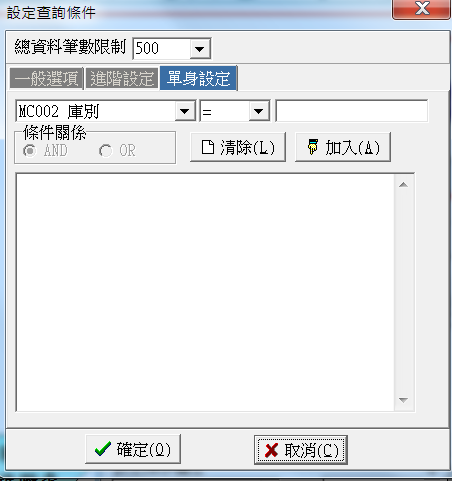 設定查詢條件
總資料筆數限制 500
一般選項 進階設定 單身設定
MC002 庫別 =
條件關係
AND OR 清除(L) 加入(A)
確定(O) 取消(C)